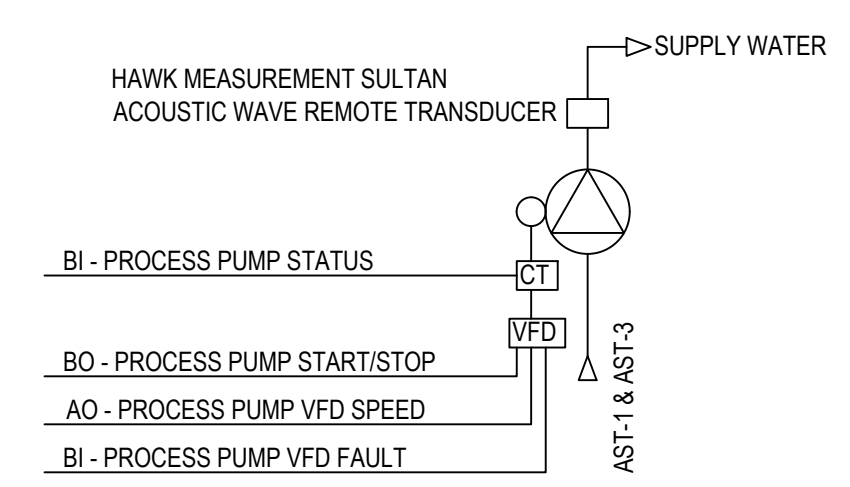 SUPPLY WATER
HAWK MEASUREMENT SULTAN
ACOUSTIC WAVE REMOTE TRANSDUCER
BI - PROCESS PUMP STATUS
CT
VFD
BO - PROCESS PUMP START/STOP
AO - PROCESS PUMP VFD SPEED
BI - PROCESS PUMP VFD FAULT
AST-1 & AST-3